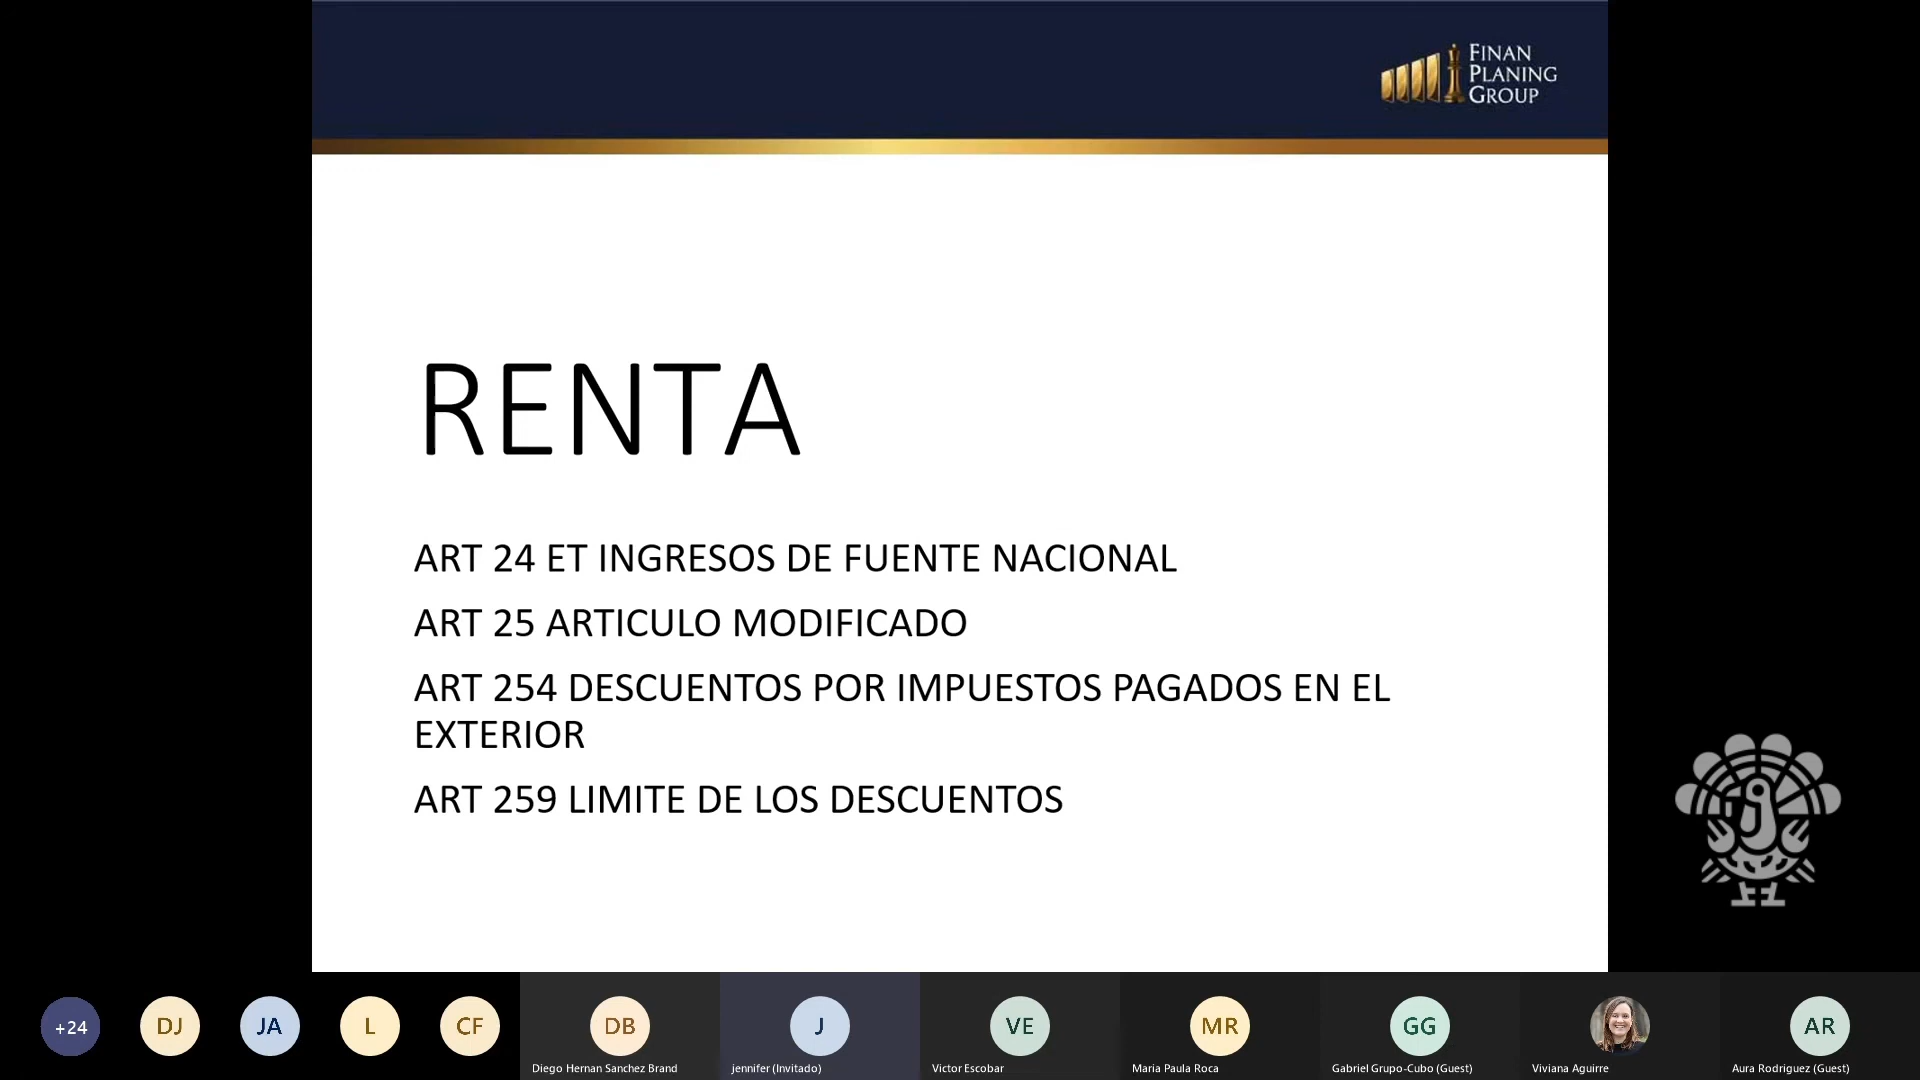 FINAN
PLANING
GROUP
RENTA
ART 24 ET INGRESOS DE FUENTE NACIONAL
ART 25 ARTICULO MODIFICADO
ART 254 DESCUENTOS POR IMPUESTOS PAGADOS EN EL
EXTERIOR
ART 259 LIMITE DE LOS DESCUENTOS
+24
DJ
JA
L
CF
DB
J
VE
MR
GG
AR
Diego Hernan Sanchez Brand
jennifer (Invitado)
Victor Escobar
Maria Paula Roca
Gabriel Grupo-Cubo (Guest)
Viviana Aguirre
Aura Rodriguez (Guest)